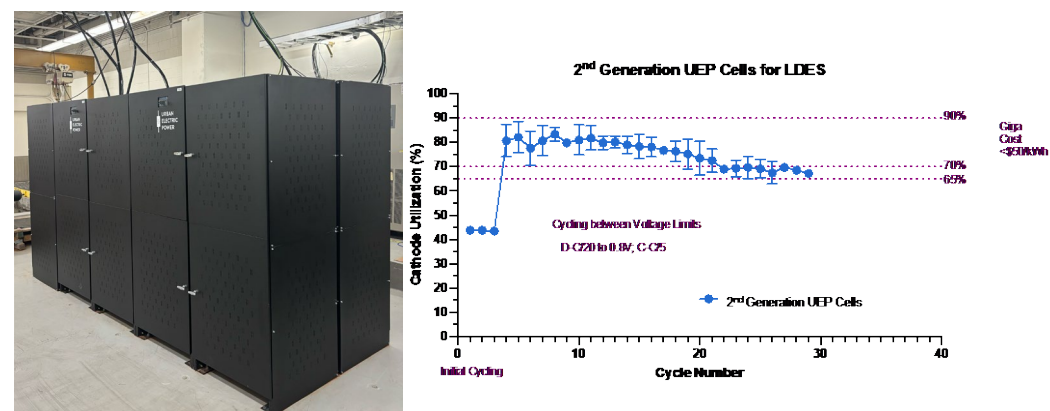 URBAN
ELECTRIC
POWER
URBAN
ELECTRIC
POWER
2nd Generation UEP Cells for LDES
Cathode Utilization (%)
100
90
80
70
60
50
40
30
20
10
0
90%
70%
65%
Giga
Cost
<$50/kWh
Cycling between Voltage Limits
D-C/20 to 0.8V; C-C/5
2nd Generation UEP Cells
0
10
20
30
40
Initial Cycling
Cycle Number